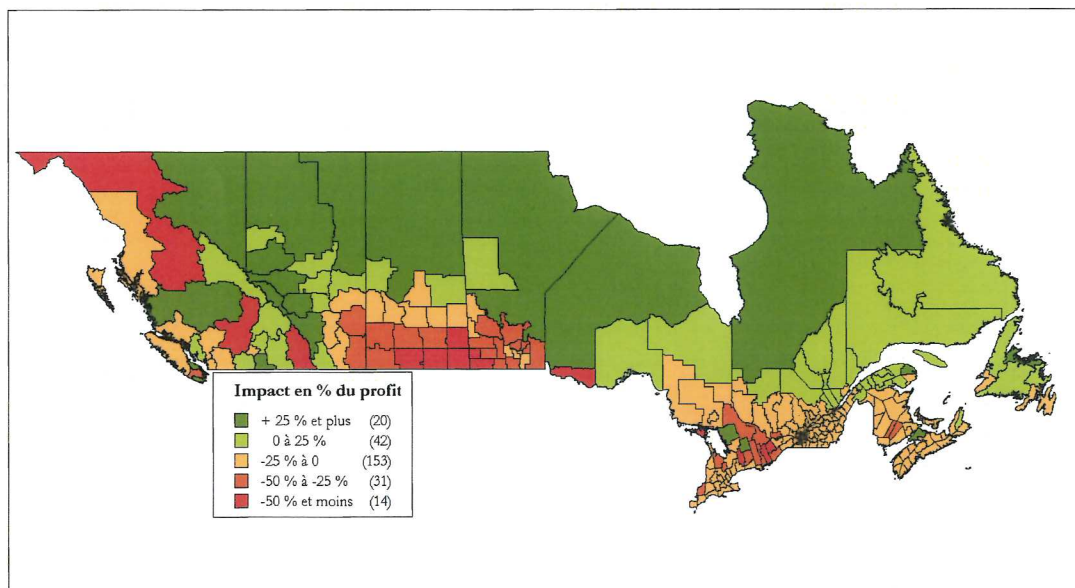 Impact en % du profit
+ 25 % et plus (20)
0 à 25 % (42)
-25 % à 0 (153)
-50 % à -25 % (31)
-50 % et moins (14)